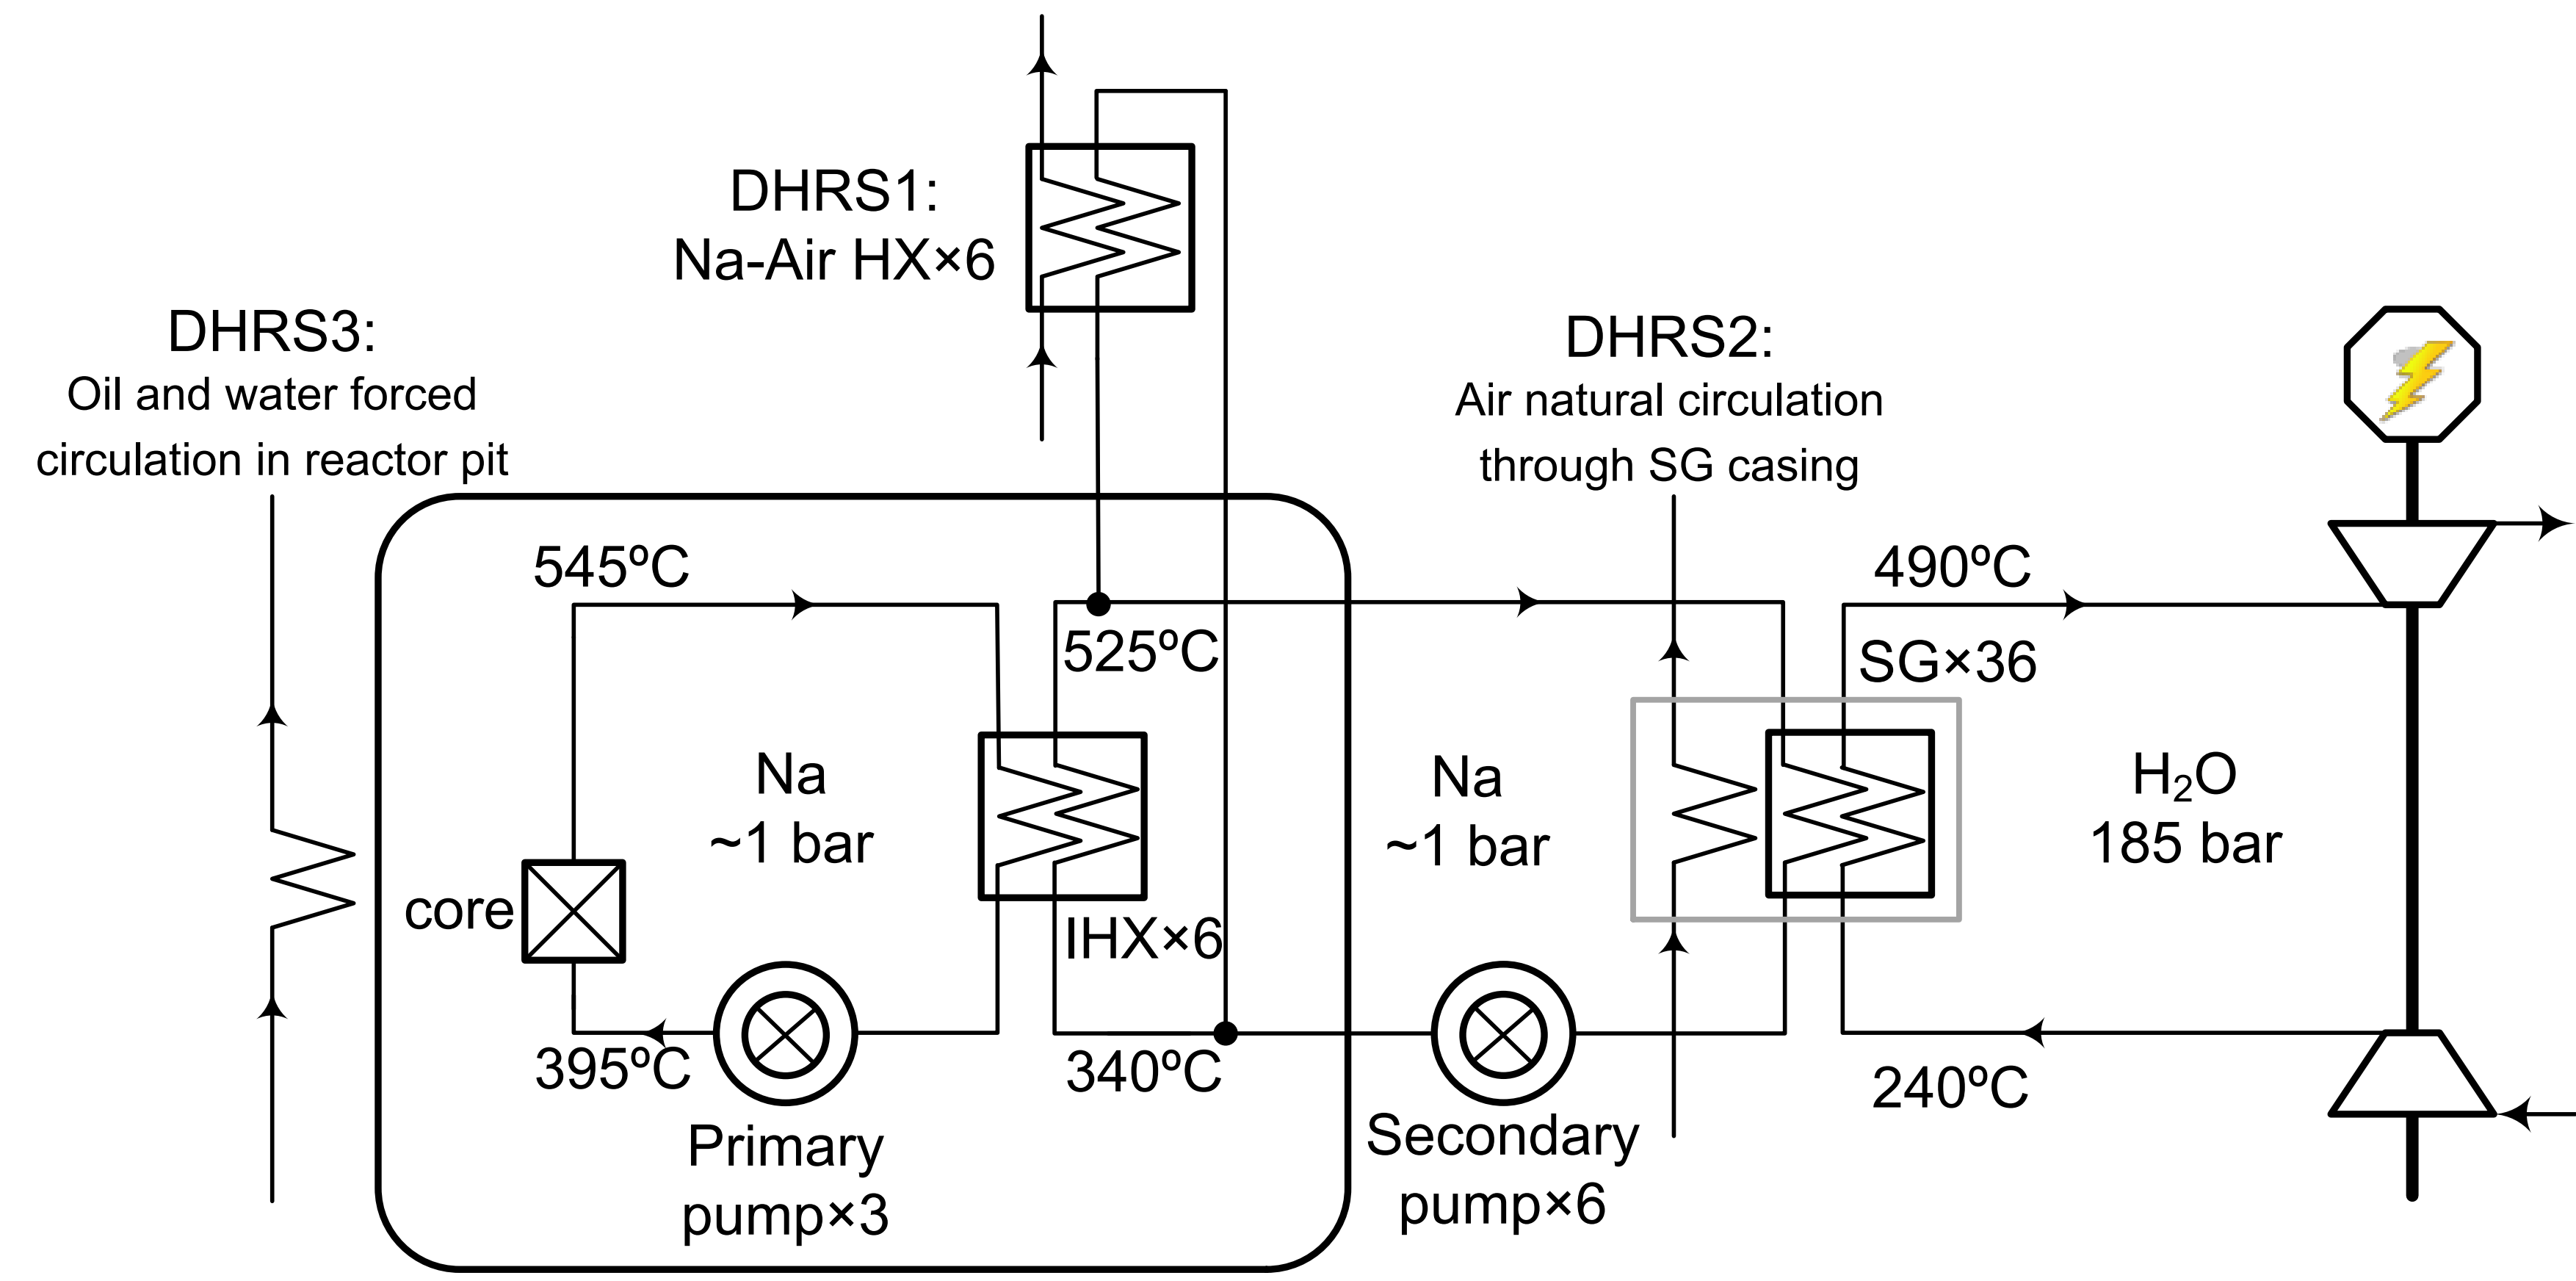 DHRS1:
Na-Air HX×6
DHRS3:
Oil and water forced
circulation in reactor pit
DHRS2:
Air natural circulation
through SG casing
545ºC
525ºC
490ºC
SG×36
Na
~1 bar
Na
~1 bar
H₂O
185 bar
core
IHX×6
395ºC
340ºC
240ºC
Primary
pump×3
Secondary
pump×6